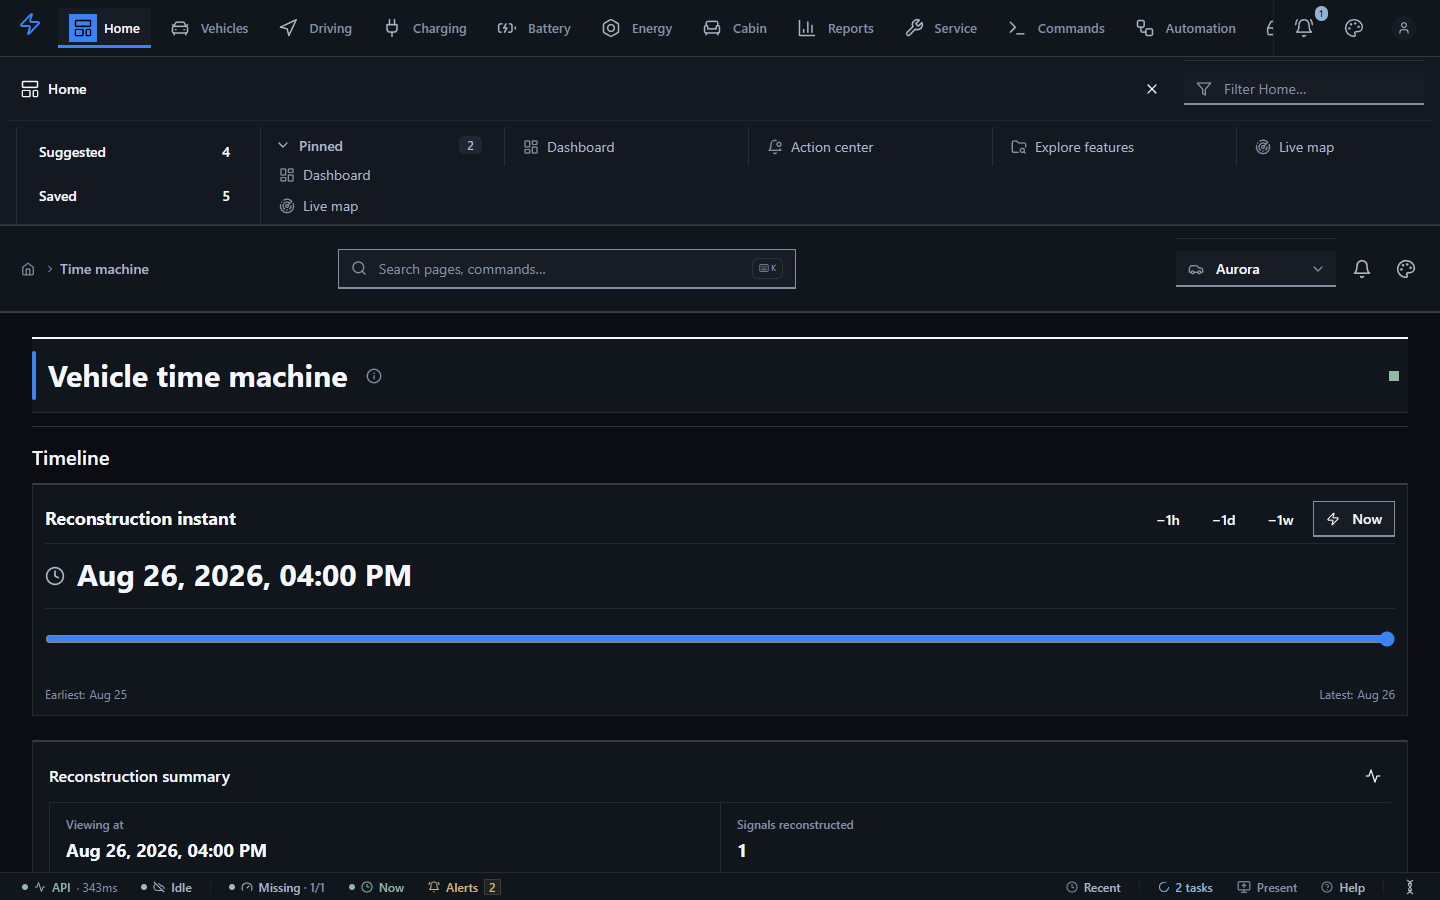 Home Vehicles Driving Charging Battery Energy Cabin Reports Service Commands Automation 1
Home Filter Home...
Suggested 4
Saved 5
Pinned 2
Dashboard
Live map
Dashboard
Action center
Explore features
Live map
Time machine
Search pages, commands... K
Aurora
Vehicle time machine
Timeline
Reconstruction instant −1h −1d −1w Now
Aug 26, 2026, 04:00 PM
Earliest: Aug 25 Latest: Aug 26
Reconstruction summary
Viewing at
Aug 26, 2026, 04:00 PM
Signals reconstructed
1
API · 343ms Idle Missing · 1/1 Now Alerts 2 Recent 2 tasks Present Help